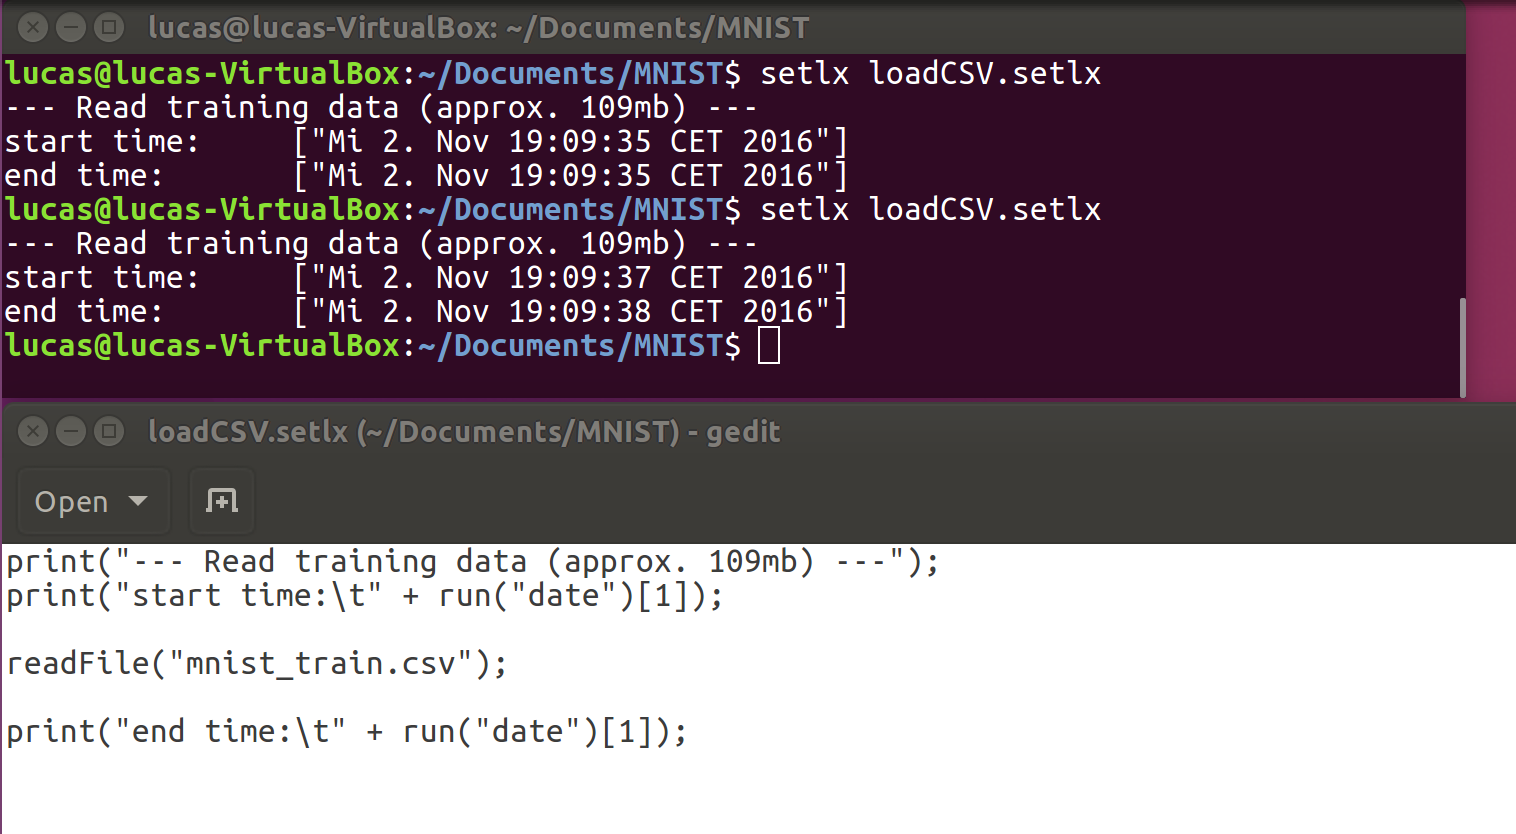 lucas@lucas-VirtualBox: ~/Documents/MNIST
lucas@lucas-VirtualBox:~/Documents/MNIST$ setlx loadCSV.setlx
--- Read training data (approx. 109mb) ---
start time:     ["Mi 2. Nov 19:09:35 CET 2016"]
end time:       ["Mi 2. Nov 19:09:35 CET 2016"]
lucas@lucas-VirtualBox:~/Documents/MNIST$ setlx loadCSV.setlx
--- Read training data (approx. 109mb) ---
start time:     ["Mi 2. Nov 19:09:37 CET 2016"]
end time:       ["Mi 2. Nov 19:09:38 CET 2016"]
lucas@lucas-VirtualBox:~/Documents/MNIST$
loadCSV.setlx (~/Documents/MNIST) - gedit
Open
print("--- Read training data (approx. 109mb) ---");
print("start time:\t" + run("date")[1]);
readFile("mnist_train.csv");
print("end time:\t" + run("date")[1]);